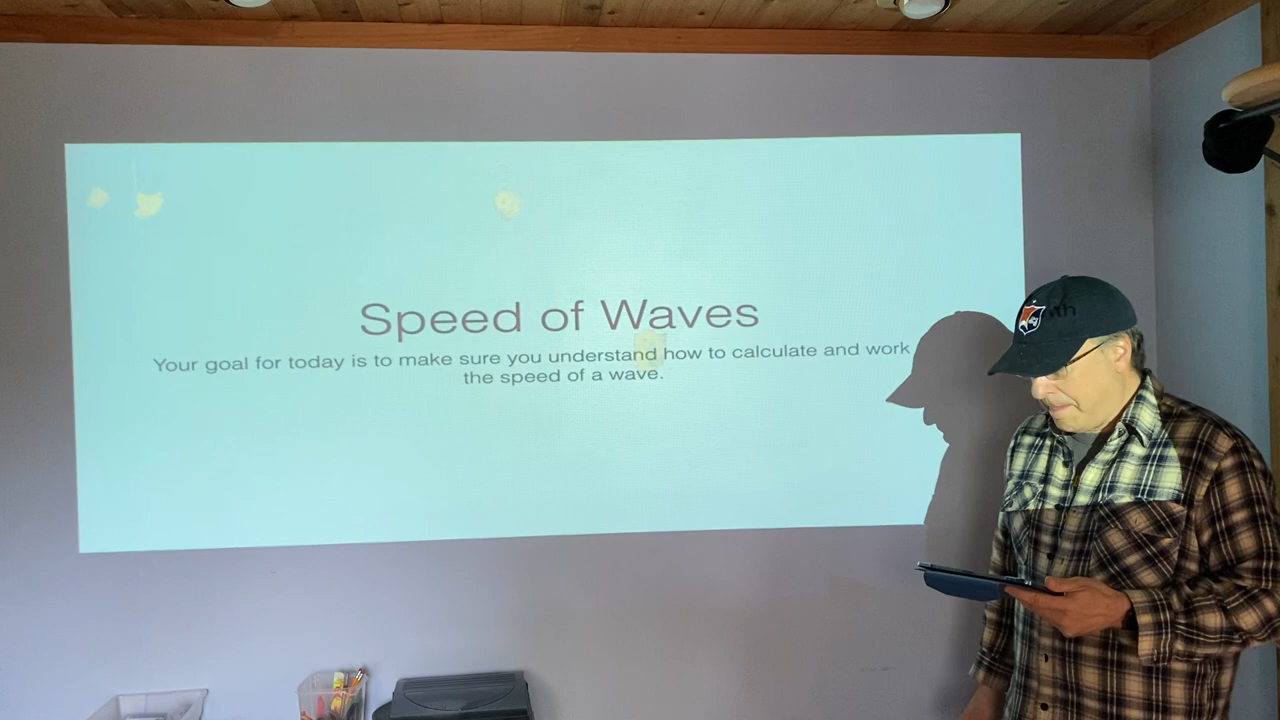 Speed of Waves
Your goal for today is to make sure you understand how to calculate and work
the speed of a wave.